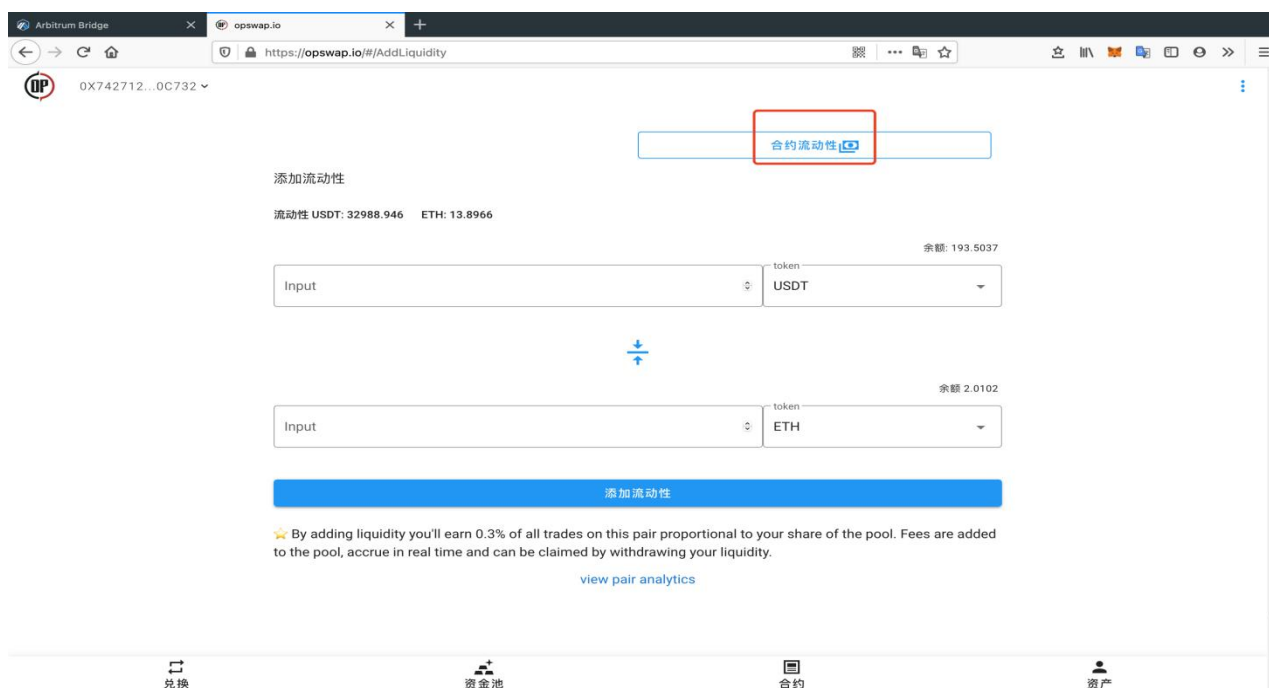 Arbitrum Bridge
opswap.io
https://opswap.io/#/AddLiquidity
OP
0X742712...0C732
合约流动性
添加流动性
流动性 USDT: 32988.946 ETH: 13.8966
余额: 193.5037
token
Input
USDT
余额 2.0102
token
Input
ETH
添加流动性
By adding liquidity you'll earn 0.3% of all trades on this pair proportional to your share of the pool. Fees are added
to the pool, accrue in real time and can be claimed by withdrawing your liquidity.
view pair analytics
兑换
资金池
合约
资产